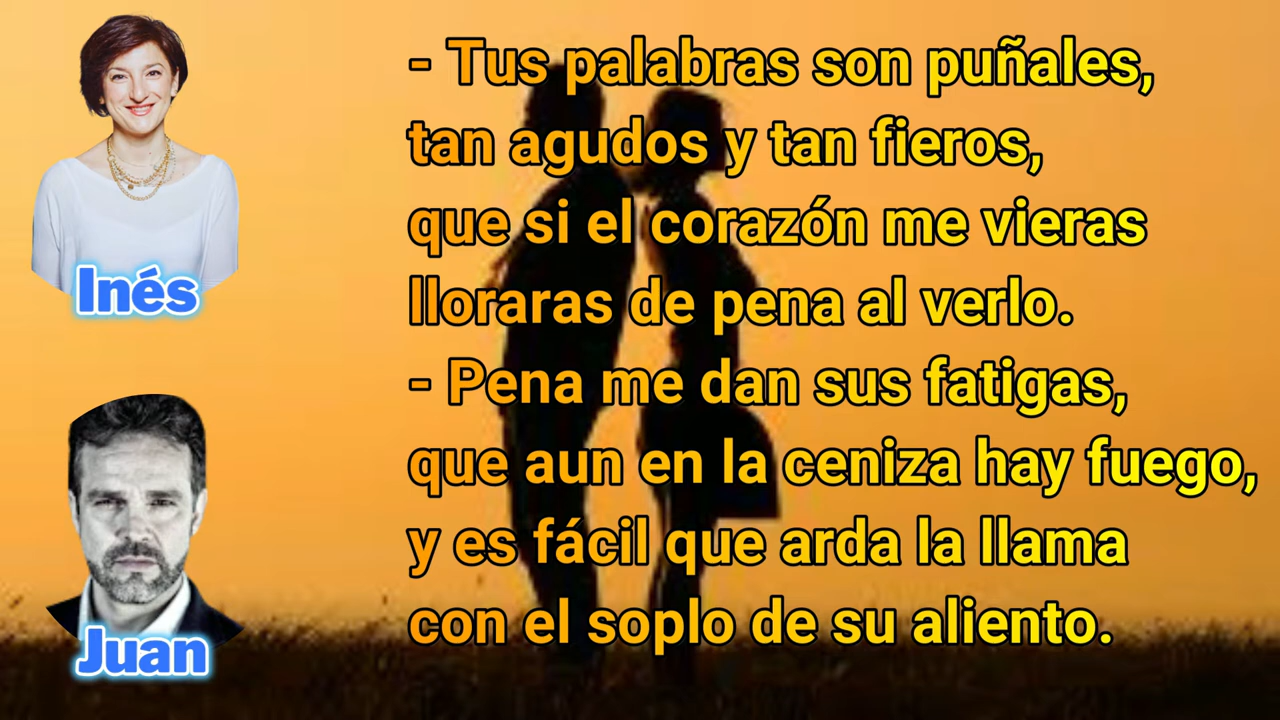 Inés
- Tus palabras son puñales,
tan agudos y tan fieros,
que si el corazón me vieras
lloraras de pena al verlo.
- Pena me dan sus fatigas,
que aun en la ceniza hay fuego,
y es fácil que arda la llama
con el soplo de su aliento.
Juan